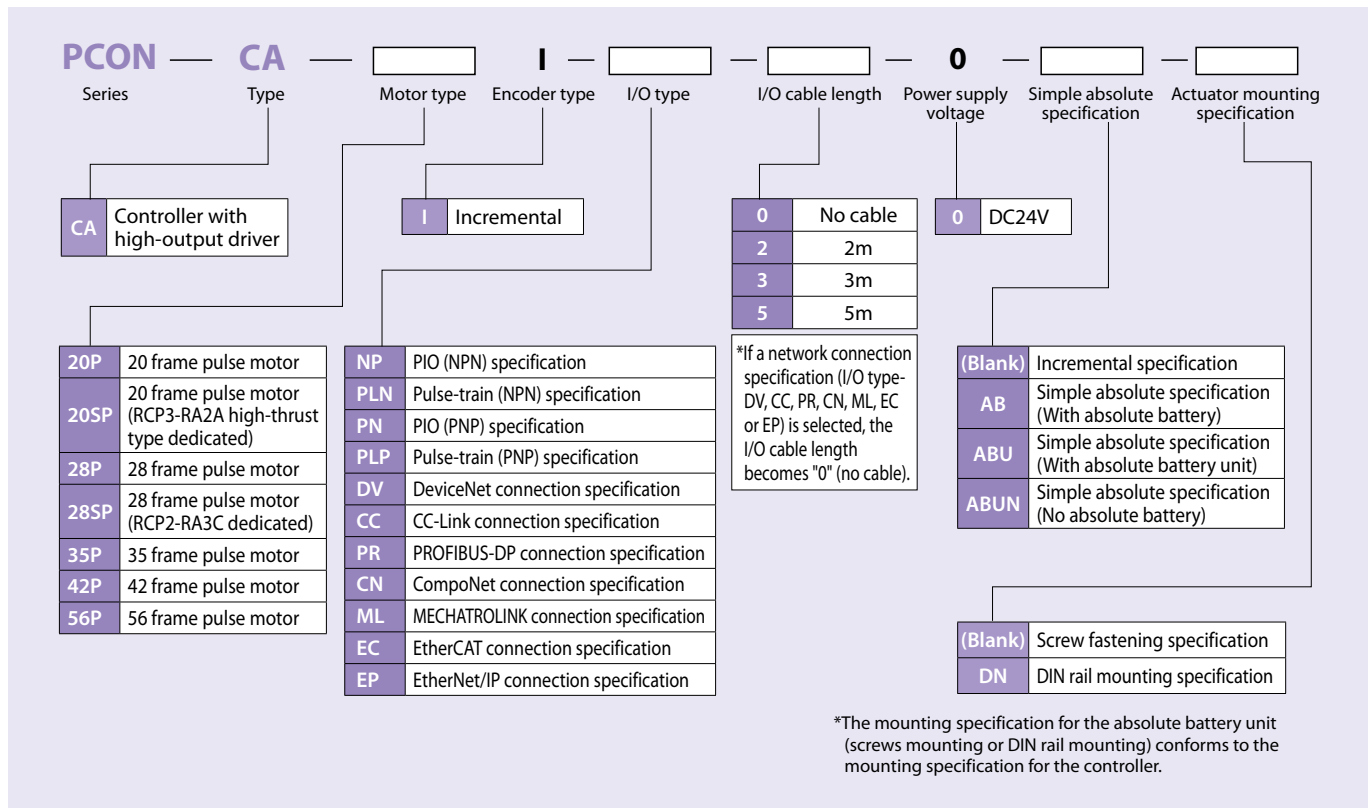 PCON — CA — I — — — 0 — —
Series Type Motor type Encoder type I/O type I/O cable length Power supply voltage Simple absolute specification Actuator mounting specification
CA Controller with
high-output driver
I Incremental
0 No cable
2 2m
3 3m
5 5m
0 DC24V
20P 20 frame pulse motor
20SP 20 frame pulse motor
(RCP3-RA2A high-thrust
type dedicated)
28P 28 frame pulse motor
28SP 28 frame pulse motor
(RCP2-RA3C dedicated)
35P 35 frame pulse motor
42P 42 frame pulse motor
56P 56 frame pulse motor
NP PIO (NPN) specification
PLN Pulse-train (NPN) specification
PN PIO (PNP) specification
PLP Pulse-train (PNP) specification
DV DeviceNet connection specification
CC CC-Link connection specification
PR PROFIBUS-DP connection specification
CN CompoNet connection specification
ML MECHATROLINK connection specification
EC EtherCAT connection specification
EP EtherNet/IP connection specification
*If a network connection
specification (I/O type-
DV, CC, PR, CN, ML, EC
or EP) is selected, the
I/O cable length
becomes "0" (no cable).
(Blank) Incremental specification
AB Simple absolute specification
(With absolute battery)
ABU Simple absolute specification
(With absolute battery unit)
ABUN Simple absolute specification
(No absolute battery)
(Blank) Screw fastening specification
DN DIN rail mounting specification
*The mounting specification for the absolute battery unit
(screws mounting or DIN rail mounting) conforms to the
mounting specification for the controller.